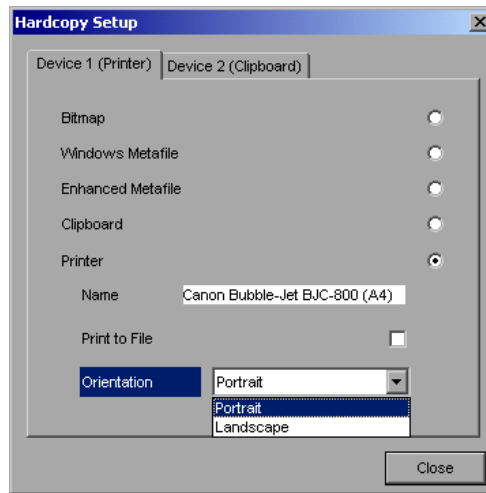 Hardcopy Setup
Device 1 (Printer) Device 2 (Clipboard)
Bitmap
Windows Metafile
Enhanced Metafile
Clipboard
Printer
Name Canon Bubble-Jet BJC-800 (A4)
Print to File
Orientation Portrait
Portrait
Landscape
Close